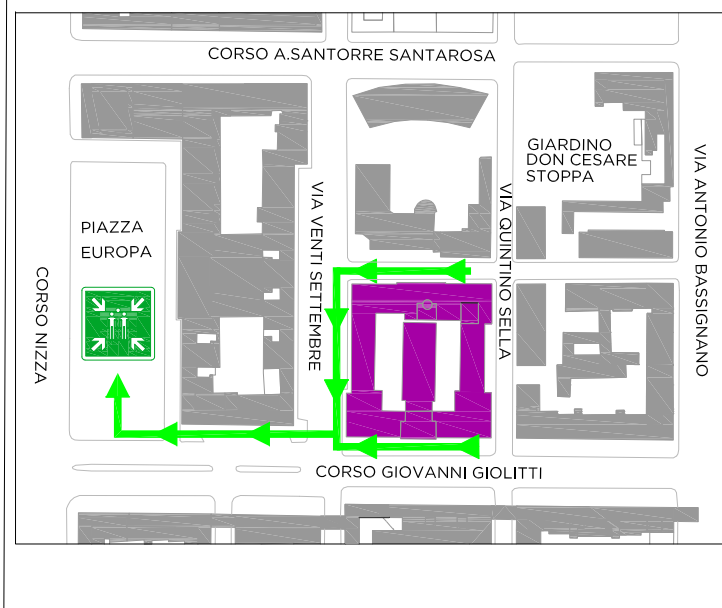 CORSO A.SANTORRE SANTAROSA
GIARDINO
DON CESARE
STOPPA
VIA ANTONIO BASSIGNANO
VIA QUINTINO SELLA
VIA VENTI SETTEMBRE
PIAZZA
EUROPA
CORSO NIZZA
CORSO GIOVANNI GIOLITTI